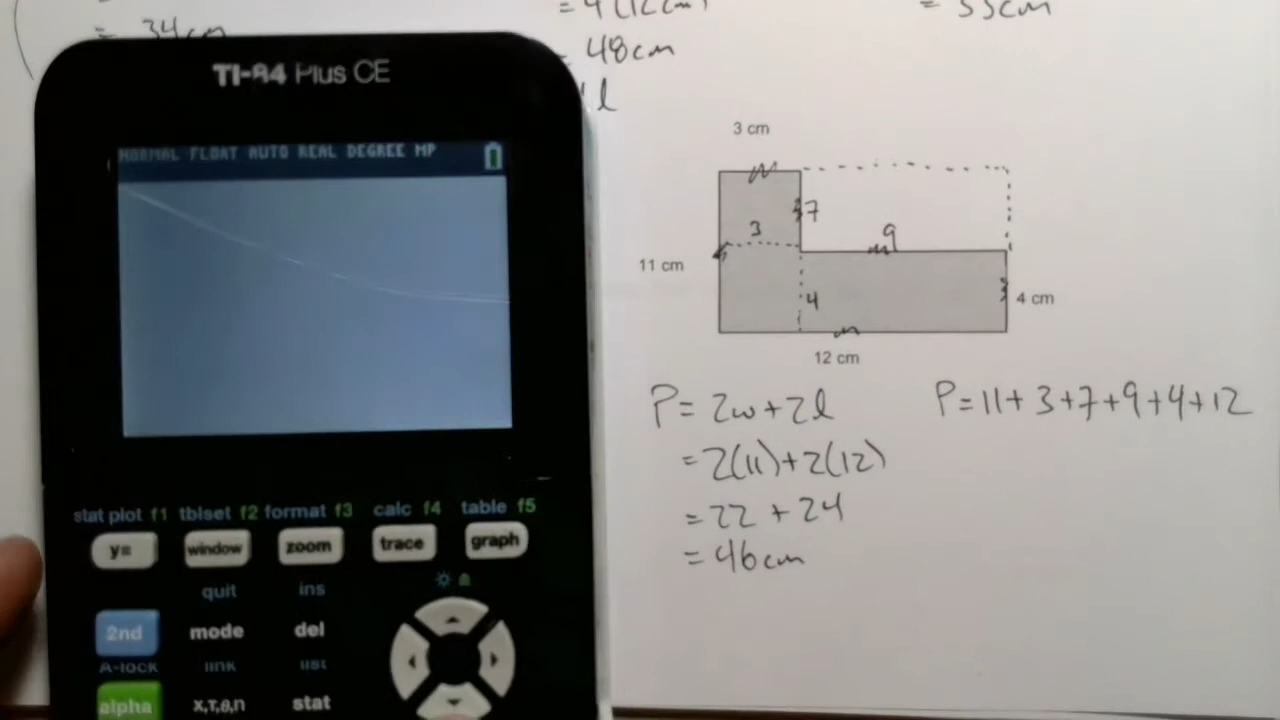 = 34cm
= 4(12cm)
= 48cm
l
= 55cm
TI-84 Plus CE
NORMAL FLOAT AUTO REAL DEGREE MP
stat plot f1 tblset f2 format f3 calc f4 table f5
y= window zoom trace graph
quit ins
2nd mode del
A-lock link list
alpha x,T,θ,n stat
3 cm
7
3
9
11 cm
4
4 cm
12 cm
P = 2w + 2l
= 2(11) + 2(12)
= 22 + 24
= 46cm
P = 11 + 3 + 7 + 9 + 4 + 12